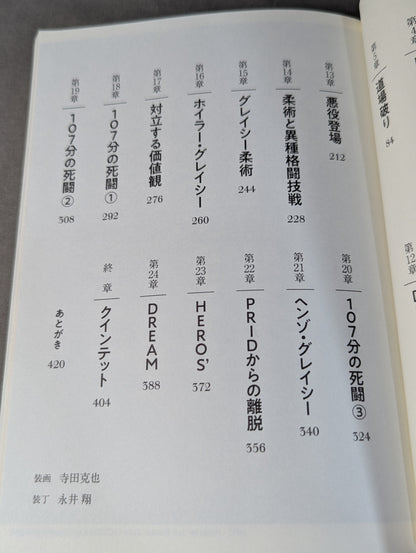 第5章
道場破り
84
第12章
第13章
悪役登場
212
第14章
柔術と異種格闘技戦
228
第15章
グレイシー柔術
244
第16章
ホイラー・グレイシー
260
第17章
対立する価値観
276
第18章
107分の死闘①
292
第19章
107分の死闘②
308
第20章
107分の死闘③
324
第21章
ヘンゾ・グレイシー
340
第22章
PRIDからの離脱
356
第23章
HERO'S
372
第24章
DREAM
388
終章
クインテット
404
あとがき
420
装画 寺田克也
装丁 永井翔